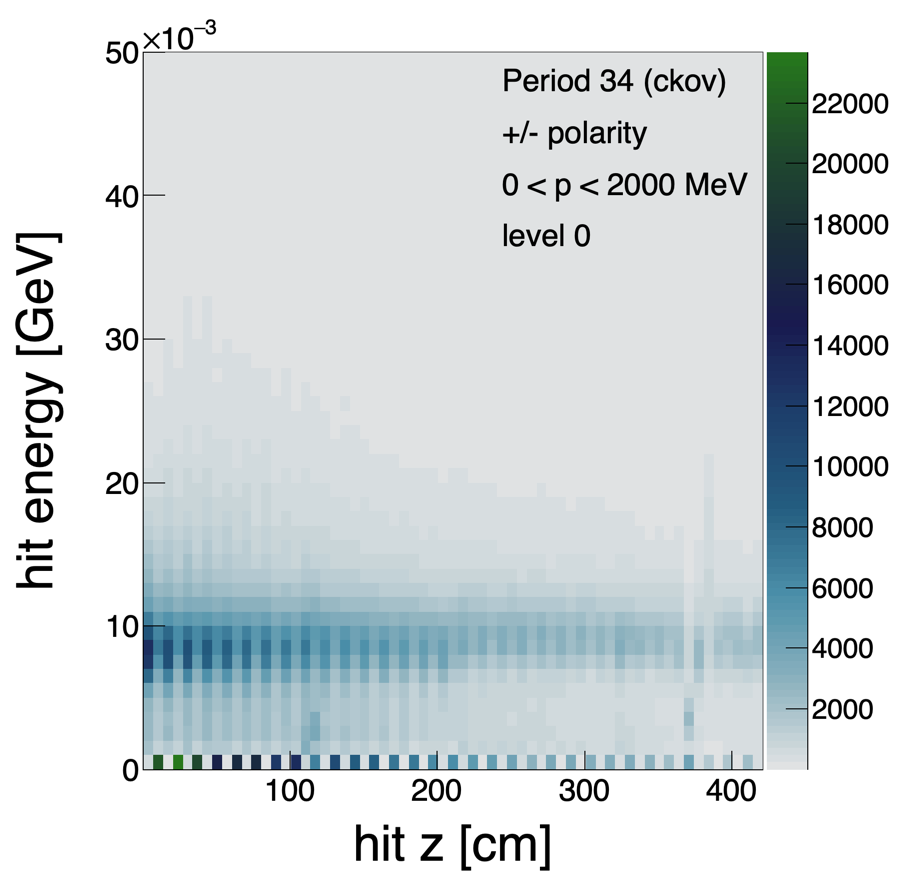 50 ×10⁻³
Period 34 (ckov)
+/- polarity
0 < p < 2000 MeV
level 0
40
30
20
10
0
hit energy [GeV]
100 200 300 400
hit z [cm]
22000
20000
18000
16000
14000
12000
10000
8000
6000
4000
2000